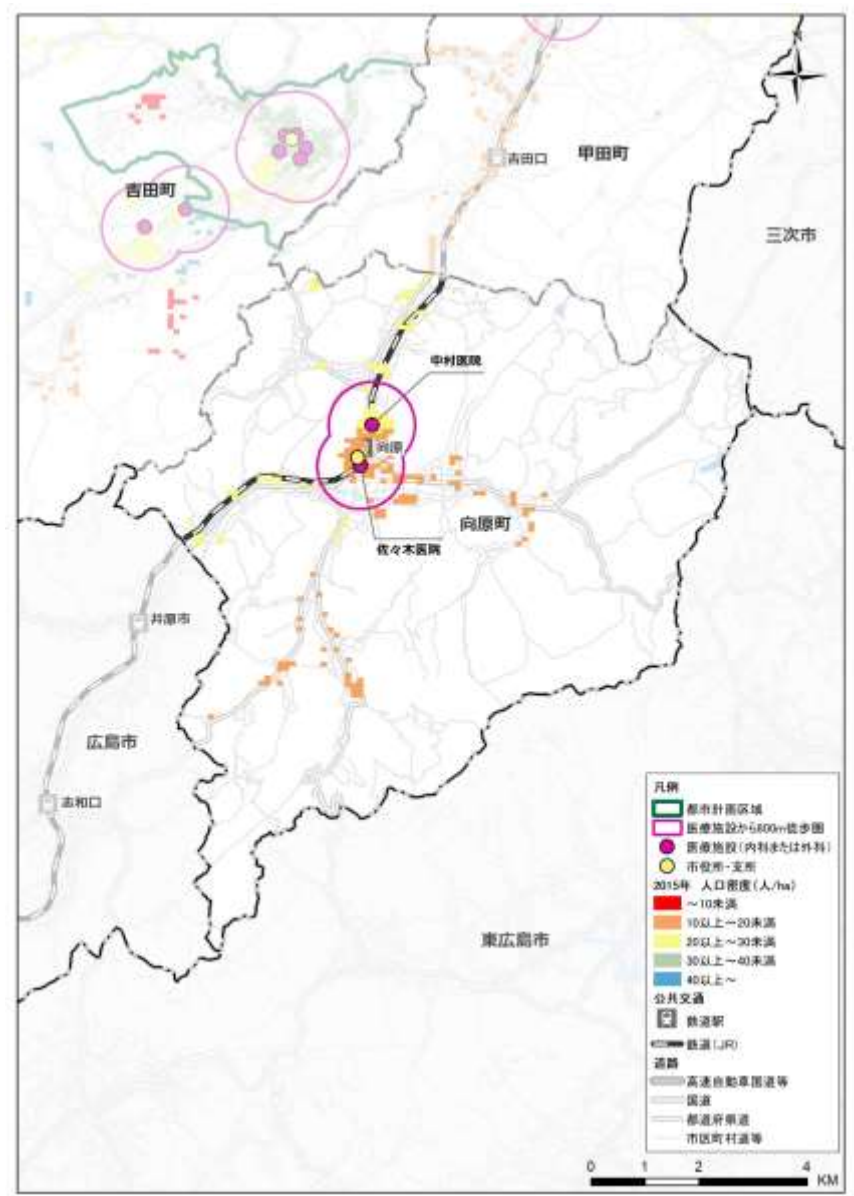 吉田口
甲田町
吉田町
三次市
中村医院
向原
向原町
佐々木医院
井原市
広島市
志和口
東広島市
凡例
都市計画区域
医療施設から800m徒歩圏
医療施設(内科または外科)
市役所・支所
2015年 人口密度(人/ha)
～10未満
10以上～20未満
20以上～30未満
30以上～40未満
40以上～
公共交通
鉄道駅
鉄道(JR)
道路
高速自動車国道等
国道
都道府県道
市区町村道等
0 1 2 4
KM